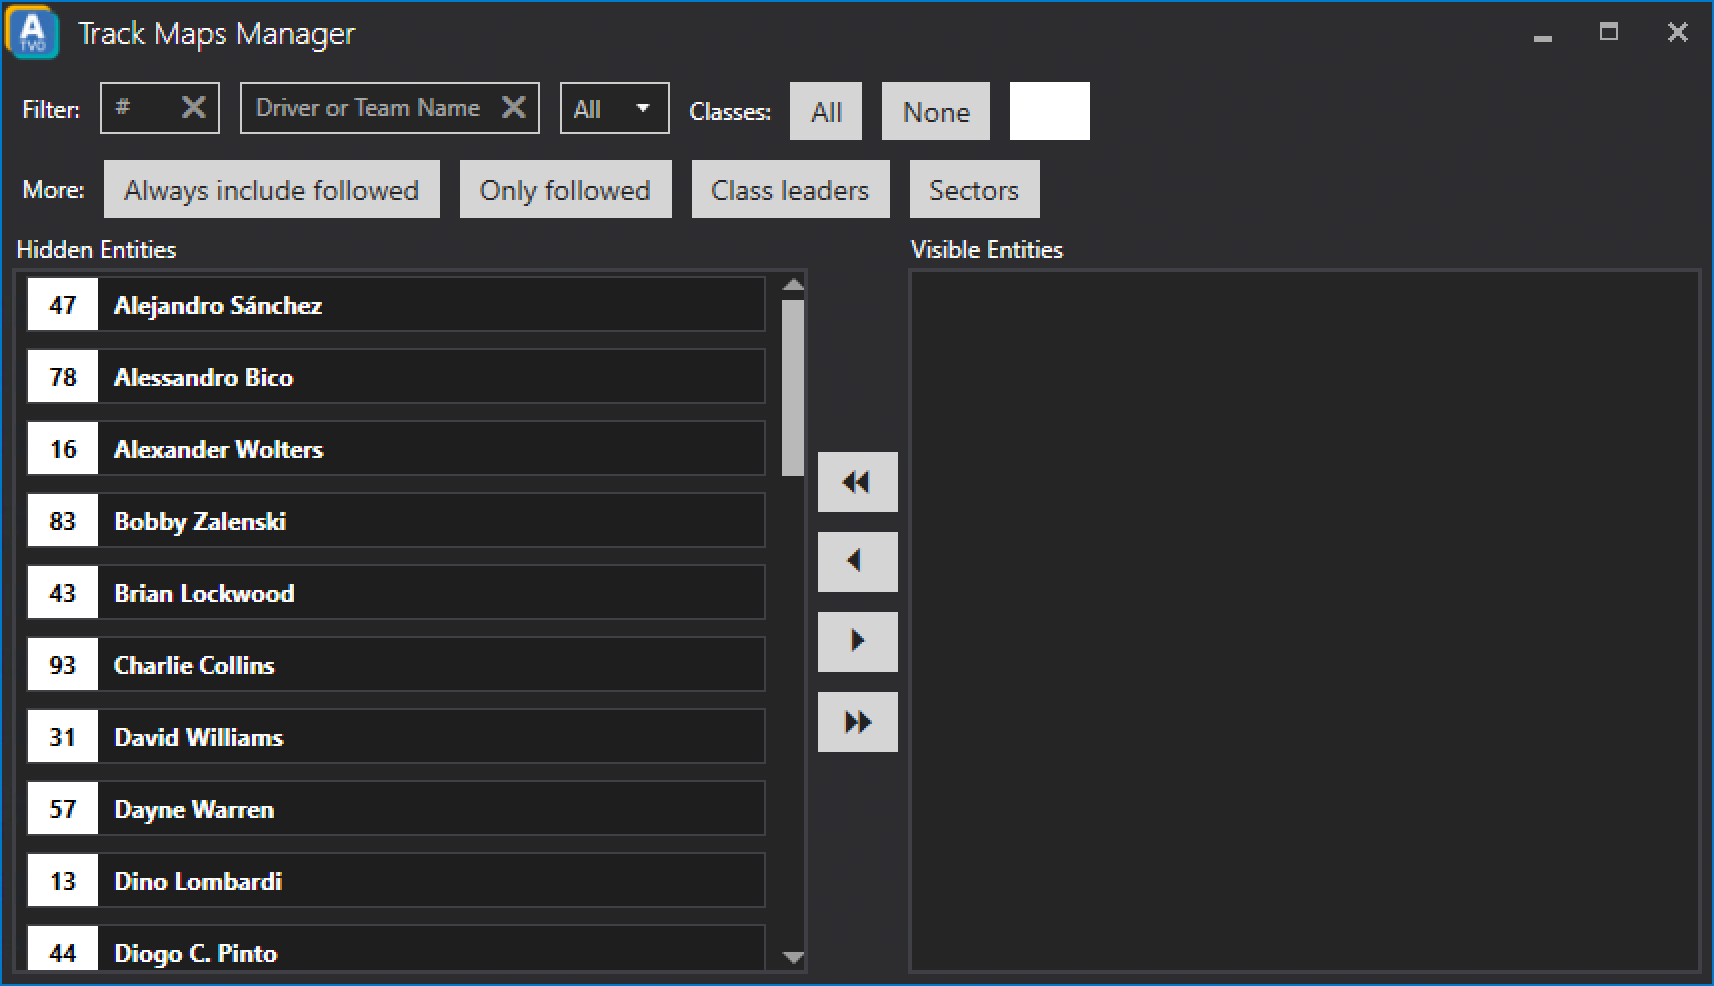 A
TVO
Track Maps Manager
Filter: # Driver or Team Name All Classes: All None
More: Always include followed Only followed Class leaders Sectors
Hidden Entities
Visible Entities
47 Alejandro Sánchez
78 Alessandro Bico
16 Alexander Wolters
83 Bobby Zalenski
43 Brian Lockwood
93 Charlie Collins
31 David Williams
57 Dayne Warren
13 Dino Lombardi
44 Diogo C. Pinto